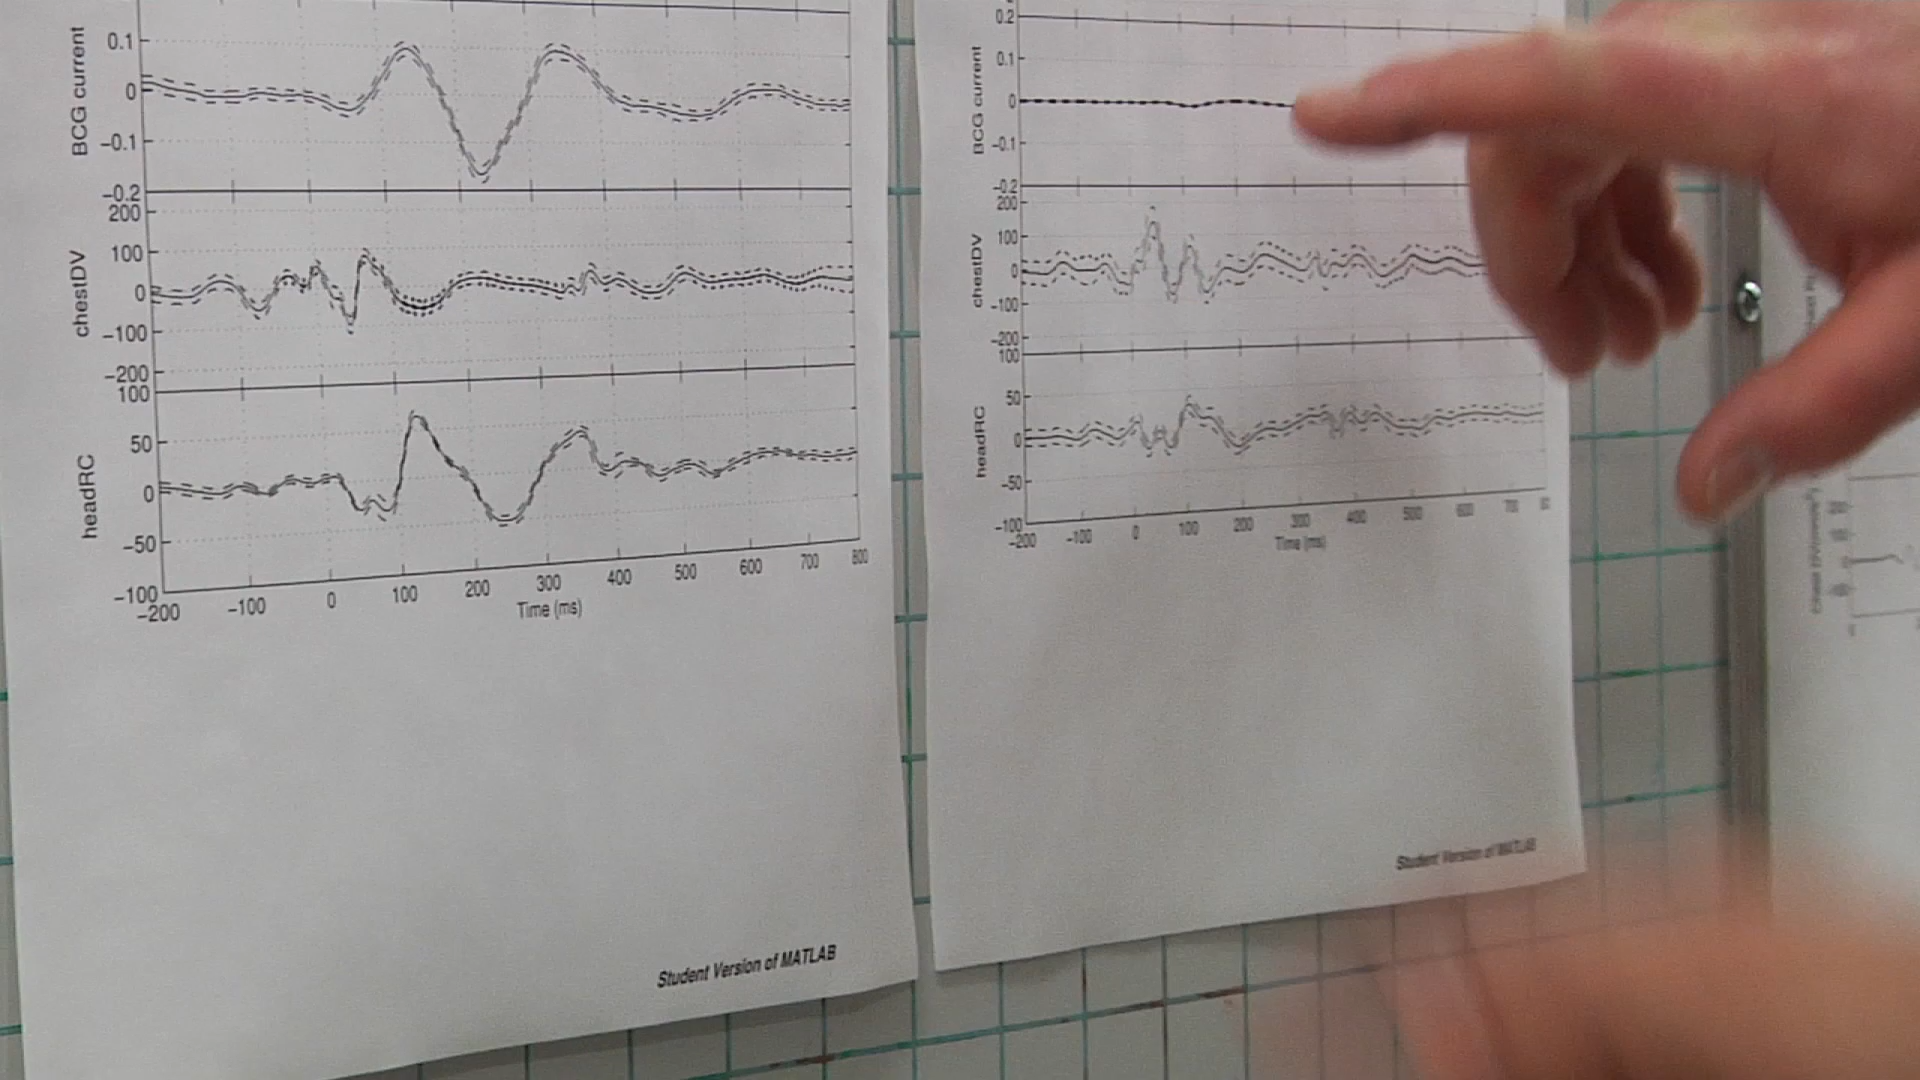 BCG current
0.1
0
−0.1
−0.2
chestDV
200
100
0
−100
−200
headRC
100
50
0
−50
−100
−200 −100 0 100 200 300 400 500 600 700 800
Time (ms)
Student Version of MATLAB
BCG current
0.2
0.1
0
−0.1
−0.2
chestDV
200
100
0
−100
−200
headRC
100
50
0
−50
−100
−200 −100 0 100 200 300 400 500 600
Time (ms)
Student Version of MATLAB